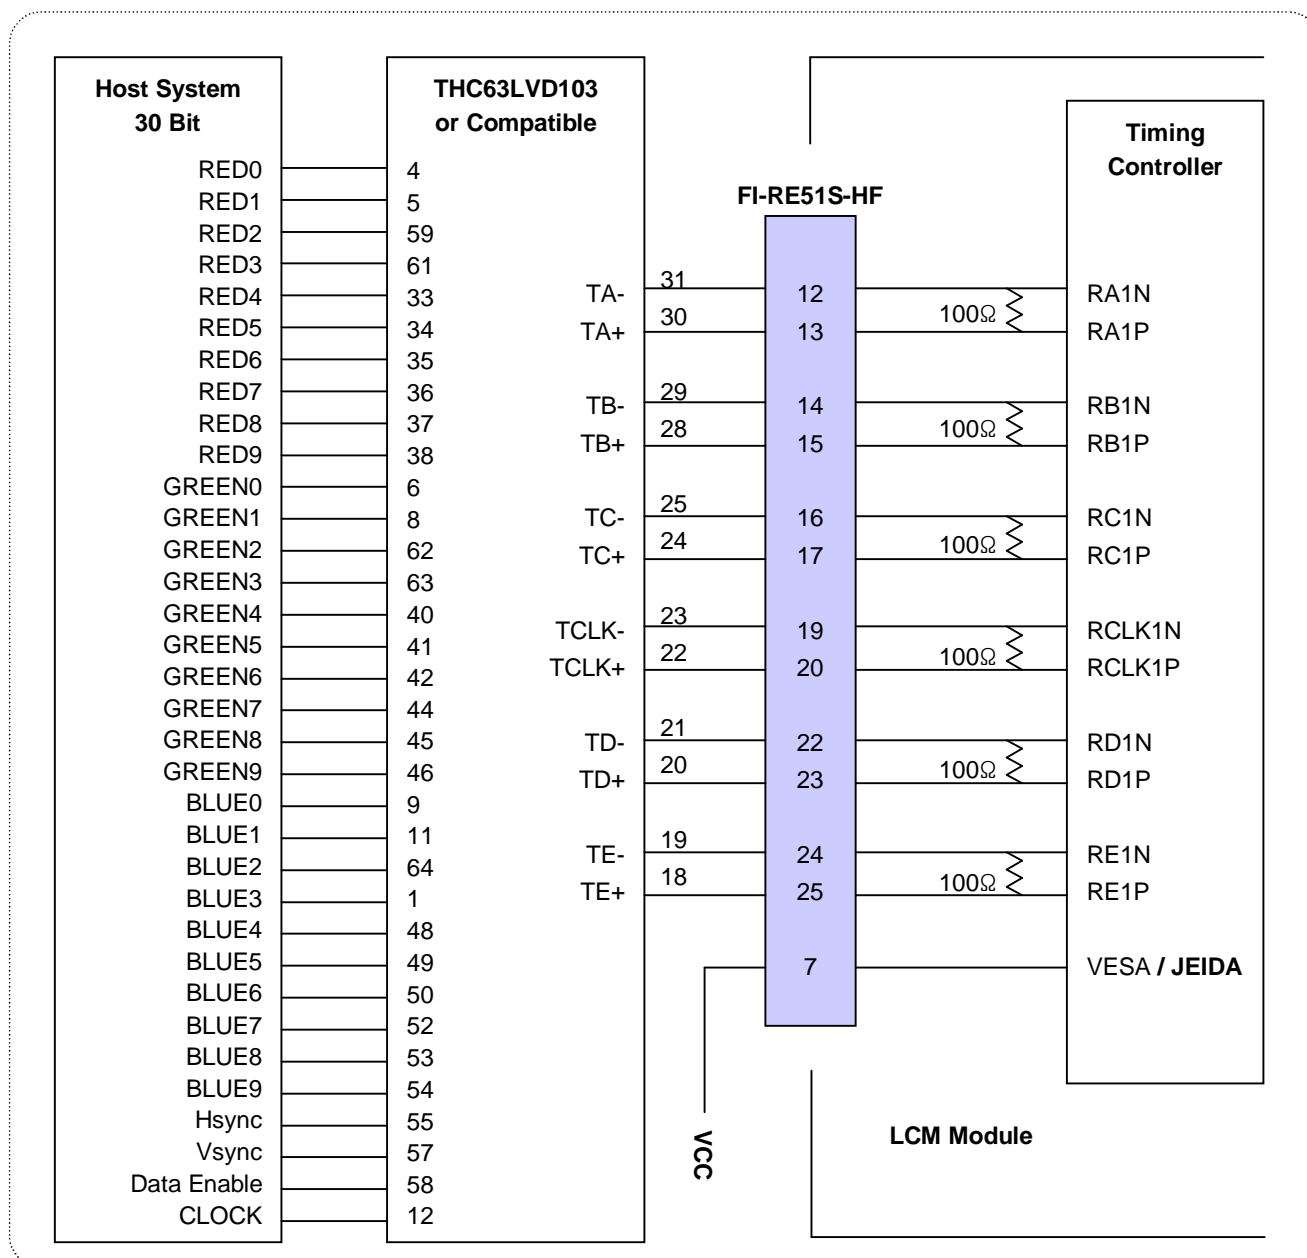 Host System
30 Bit
THC63LVD103
or Compatible
Timing
Controller
FI-RE51S-HF
RED0 4
RED1 5
RED2 59
RED3 61
RED4 33
RED5 34
RED6 35
RED7 36
RED8 37
RED9 38
GREEN0 6
GREEN1 8
GREEN2 62
GREEN3 63
GREEN4 40
GREEN5 41
GREEN6 42
GREEN7 44
GREEN8 45
GREEN9 46
BLUE0 9
BLUE1 11
BLUE2 64
BLUE3 1
BLUE4 48
BLUE5 49
BLUE6 50
BLUE7 52
BLUE8 53
BLUE9 54
Hsync 55
Vsync 57
Data Enable 58
CLOCK 12
TA- 31 12 RA1N
100Ω
TA+ 30 13 RA1P
TB- 29 14 RB1N
100Ω
TB+ 28 15 RB1P
TC- 25 16 RC1N
100Ω
TC+ 24 17 RC1P
TCLK- 23 19 RCLK1N
100Ω
TCLK+ 22 20 RCLK1P
TD- 21 22 RD1N
100Ω
TD+ 20 23 RD1P
TE- 19 24 RE1N
100Ω
TE+ 18 25 RE1P
7 VESA / JEIDA
VCC
LCM Module